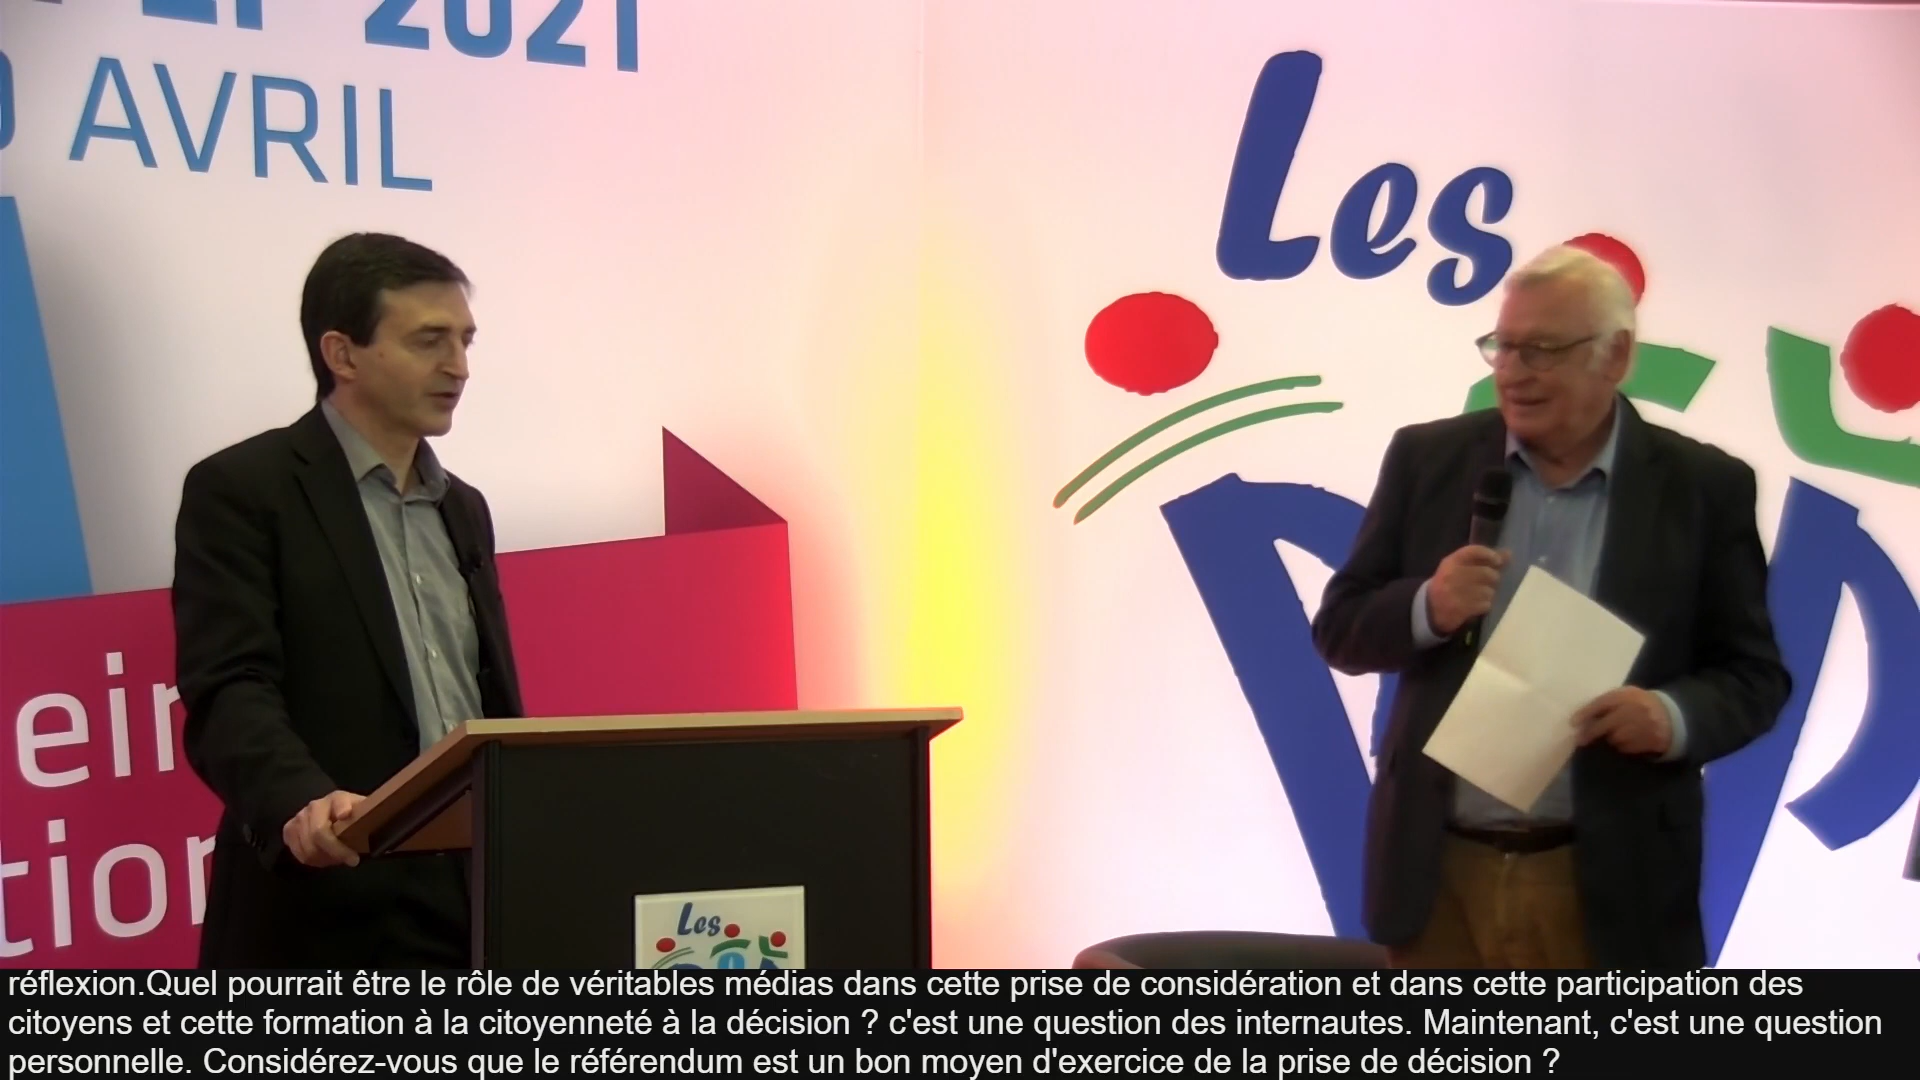 2021
AVRIL
Les
Les
réflexion.Quel pourrait être le rôle de véritables médias dans cette prise de considération et dans cette participation des
citoyens et cette formation à la citoyenneté à la décision ? c'est une question des internautes. Maintenant, c'est une question
personnelle. Considérez-vous que le référendum est un bon moyen d'exercice de la prise de décision ?